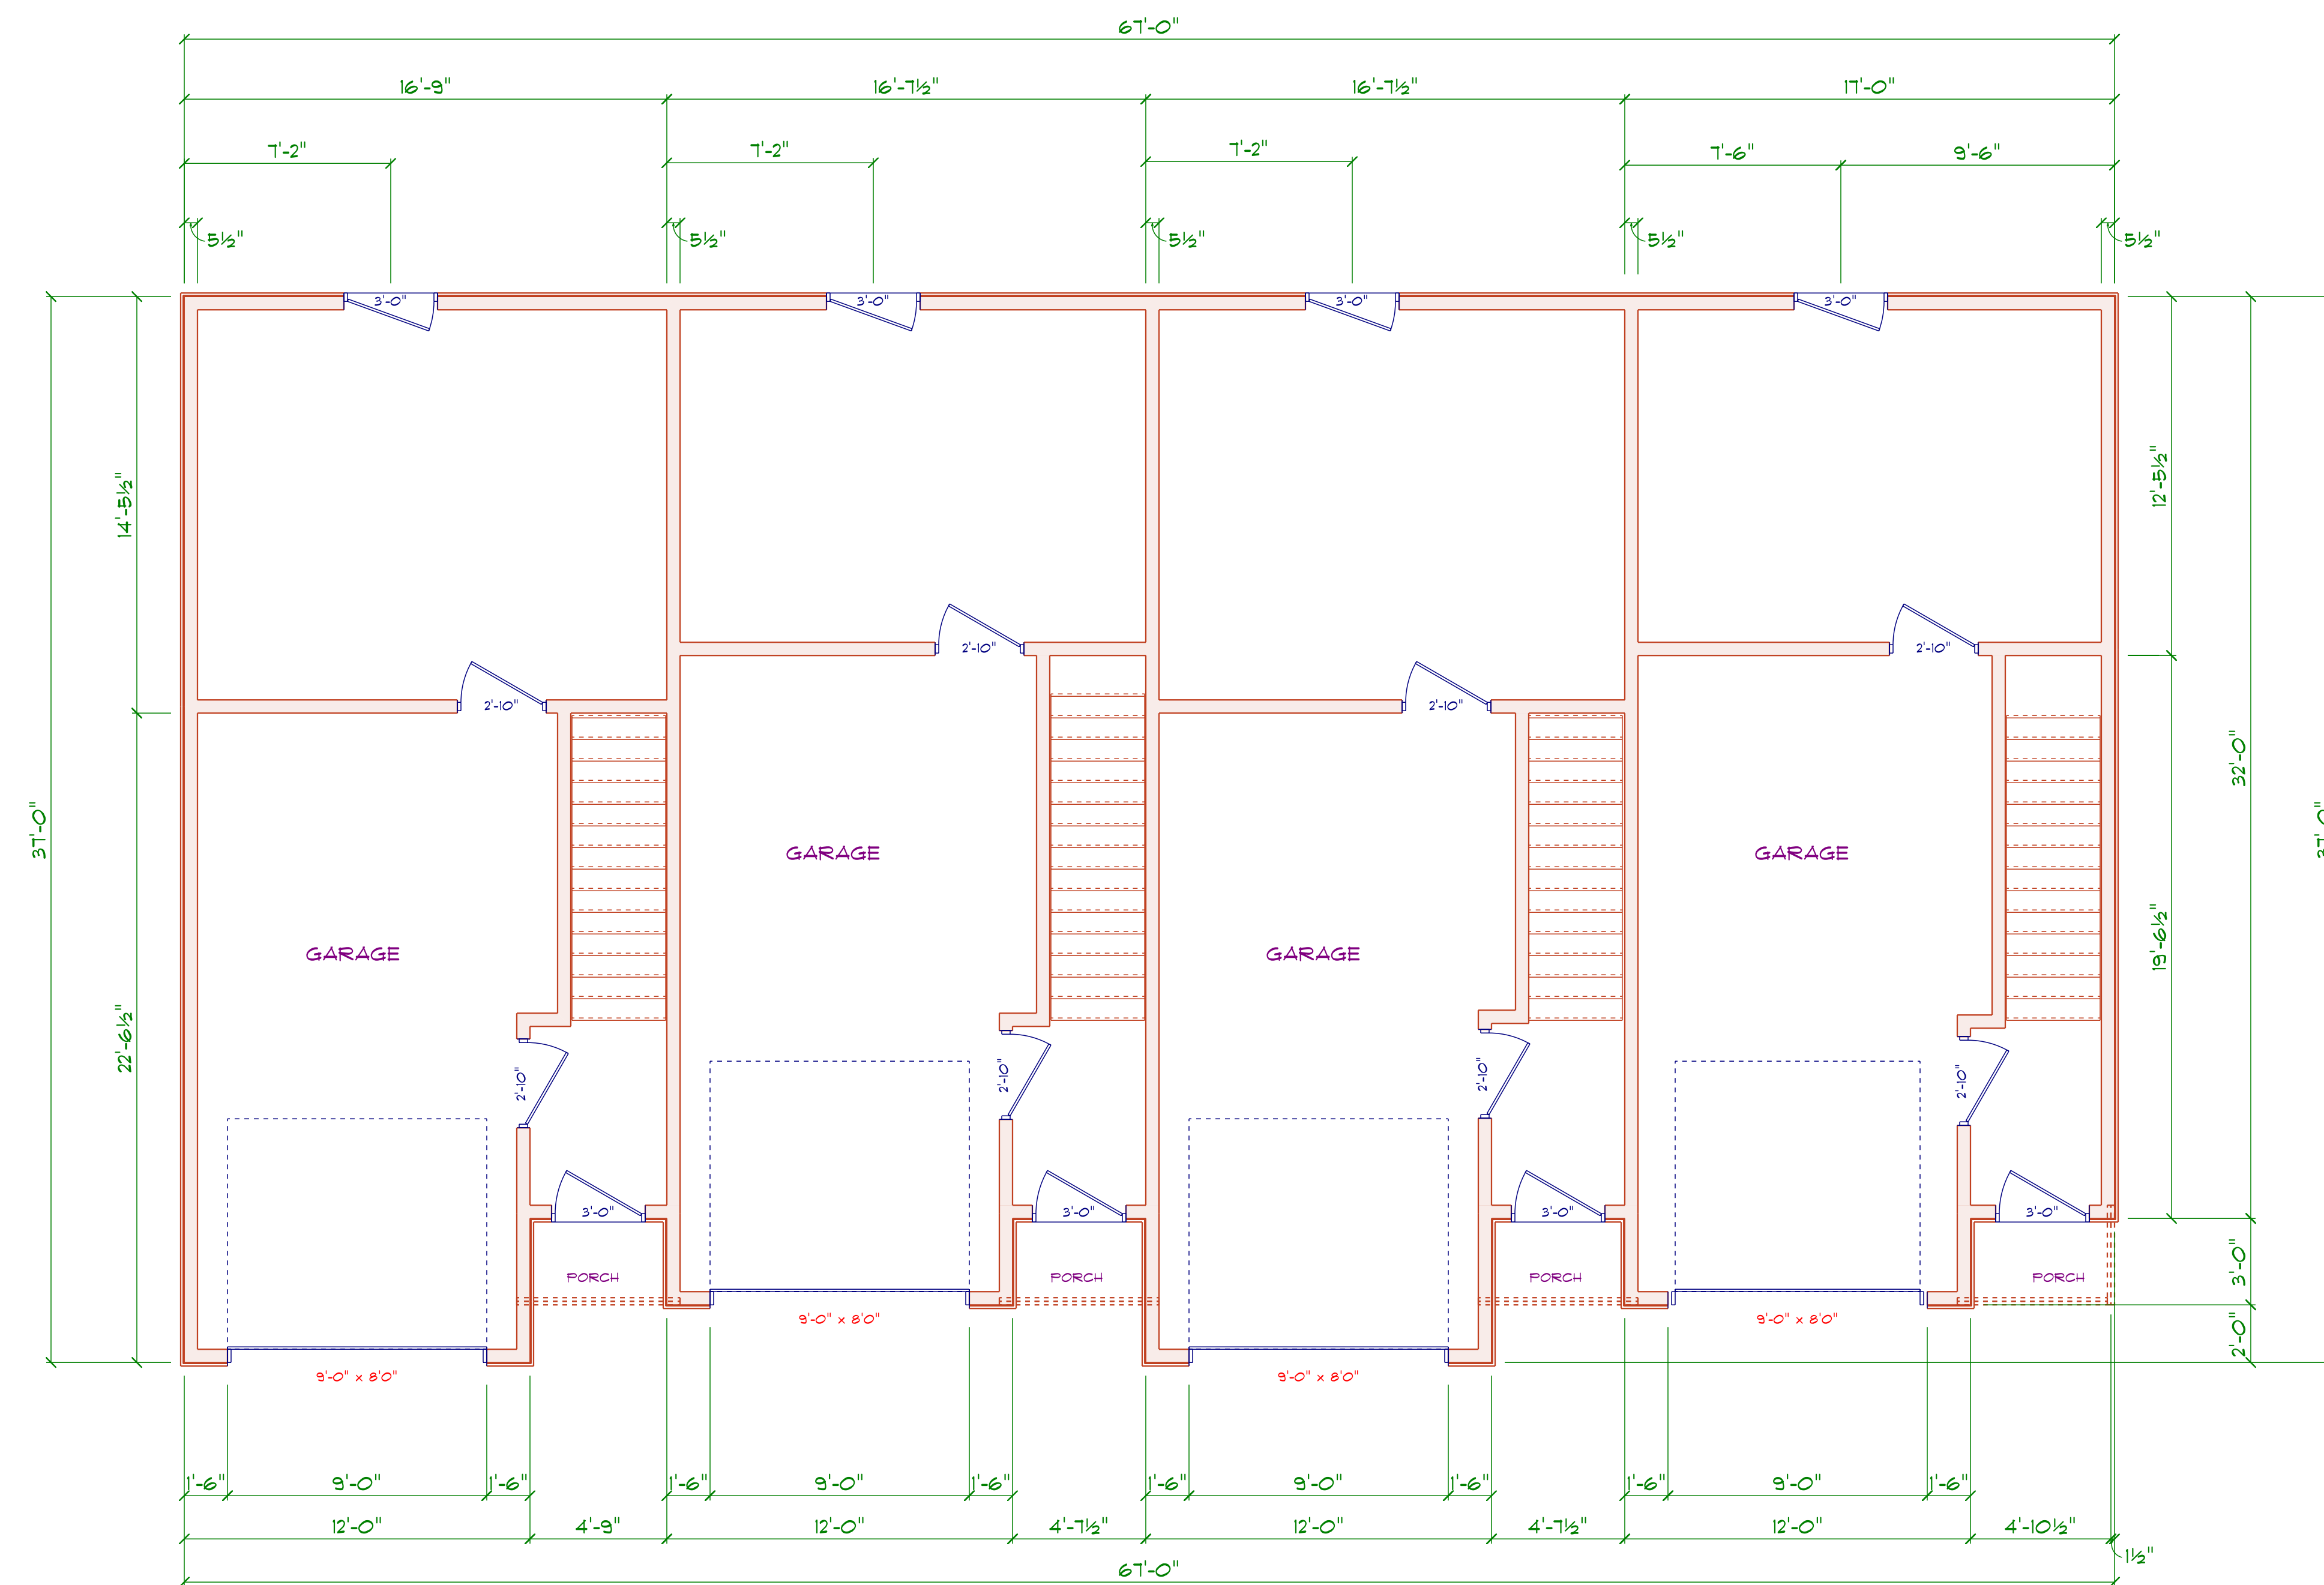 67'-0"
16'-9" 16'-7½" 16'-7½" 17'-0"
7'-2" 7'-2" 7'-2" 7'-6" 9'-6"
5½" 5½" 5½" 5½" 5½"
3'-0" 3'-0" 3'-0" 3'-0"
14'-5½"
12'-5½"
2'-10" 2'-10"
2'-10" 2'-10"
32'-0"
37'-0"
37'-0"
GARAGE GARAGE
GARAGE GARAGE
19'-6½"
22'-6½"
2'-10" 2'-10" 2'-10" 2'-10"
3'-0" 3'-0" 3'-0" 3'-0"
PORCH PORCH PORCH PORCH
3'-0"
9'-0" x 8'0" 9'-0" x 8'0"
2'-0"
9'-0" x 8'0" 9'-0" x 8'0"
1'-6" 9'-0" 1'-6" 1'-6" 9'-0" 1'-6" 1'-6" 9'-0" 1'-6" 1'-6" 9'-0" 1'-6"
12'-0" 4'-9" 12'-0" 4'-7½" 12'-0" 4'-7½" 12'-0" 4'-10½"
1½"
67'-0"